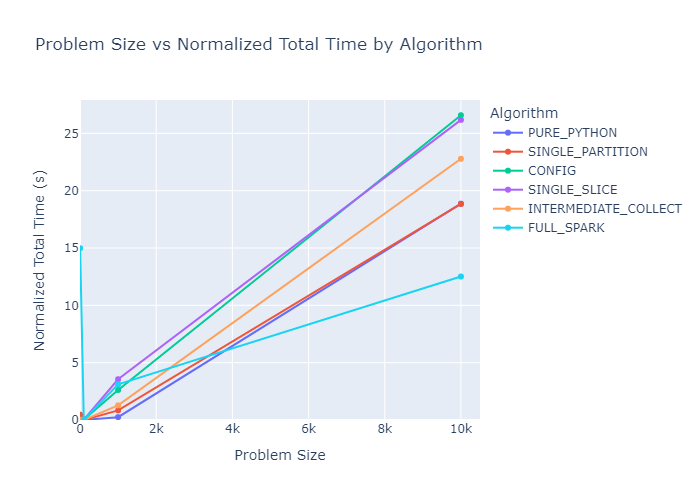 Problem Size vs Normalized Total Time by Algorithm
Algorithm
PURE_PYTHON
SINGLE_PARTITION
CONFIG
SINGLE_SLICE
INTERMEDIATE_COLLECT
FULL_SPARK
Normalized Total Time (s)
25
20
15
10
5
0
0 2k 4k 6k 8k 10k
Problem Size